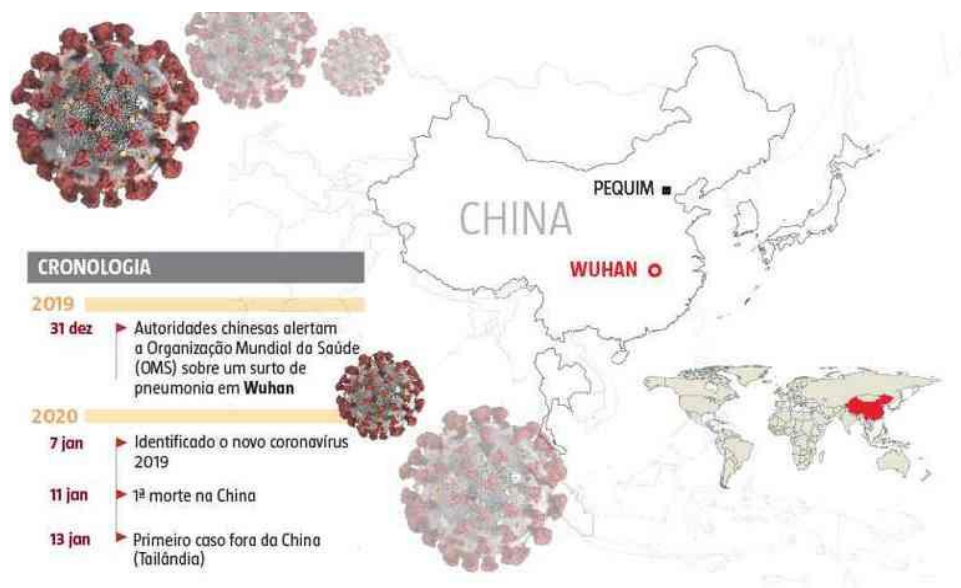 PEQUIM
CHINA
WUHAN
CRONOLOGIA
2019
31 dez
Autoridades chinesas alertam
a Organização Mundial da Saúde
(OMS) sobre um surto de
pneumonia em Wuhan
2020
7 jan
Identificado o novo coronavírus
2019
11 jan
1ª morte na China
13 jan
Primeiro caso fora da China
(Tailândia)